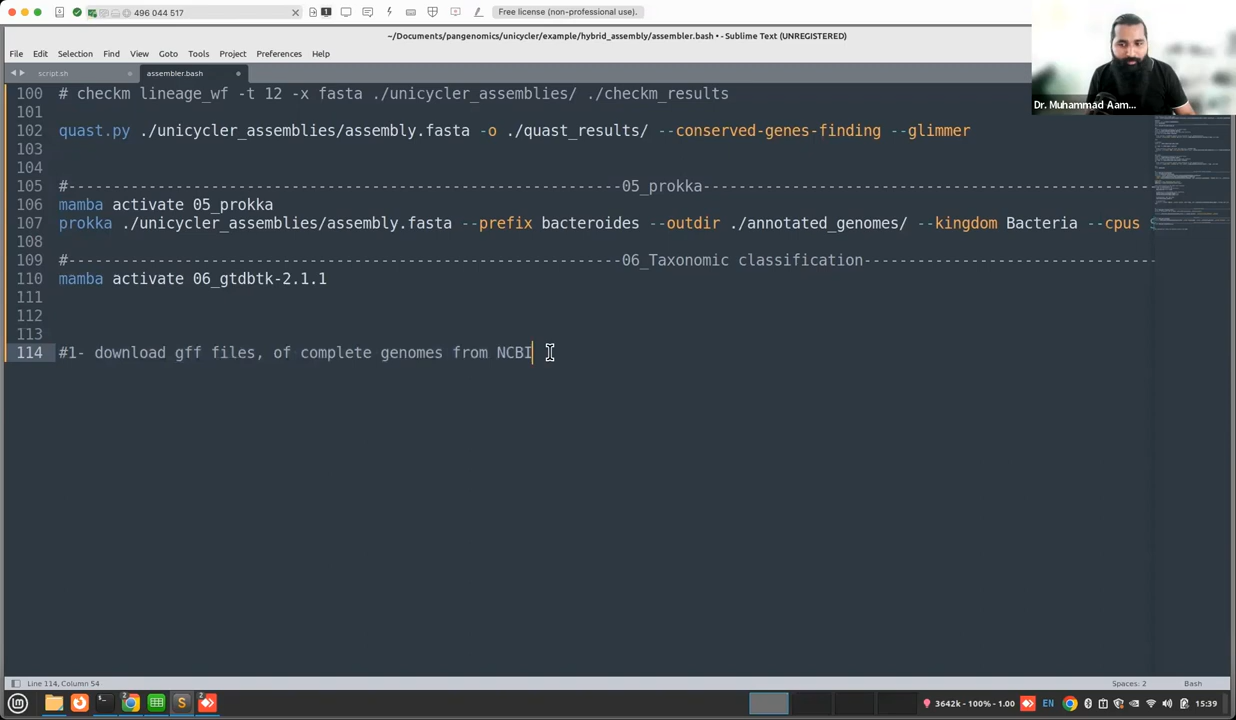 496 044 517
Free license (non-professional use).
~/Documents/pangenomics/unicycler/example/hybrid_assembly/assembler.bash • - Sublime Text (UNREGISTERED)
File Edit Selection Find View Goto Tools Project Preferences Help
script.sh
assembler.bash
Dr. Muhammad Aam...
100 # checkm lineage_wf -t 12 -x fasta ./unicycler_assemblies/ ./checkm_results
101
102 quast.py ./unicycler_assemblies/assembly.fasta -o ./quast_results/ --conserved-genes-finding --glimmer
103
104
105 #--------------------------------------------------------------05_prokka--------------------------------------------------
106 mamba activate 05_prokka
107 prokka ./unicycler_assemblies/assembly.fasta --prefix bacteroides --outdir ./annotated_genomes/ --kingdom Bacteria --cpus
108
109 #--------------------------------------------------------------06_Taxonomic classification---------------------------------
110 mamba activate 06_gtdbtk-2.1.1
111
112
113
114 #1- download gff files, of complete genomes from NCBI
Line 114, Column 54
Spaces: 2
Bash
3642k - 100% - 1.00
EN
15:39